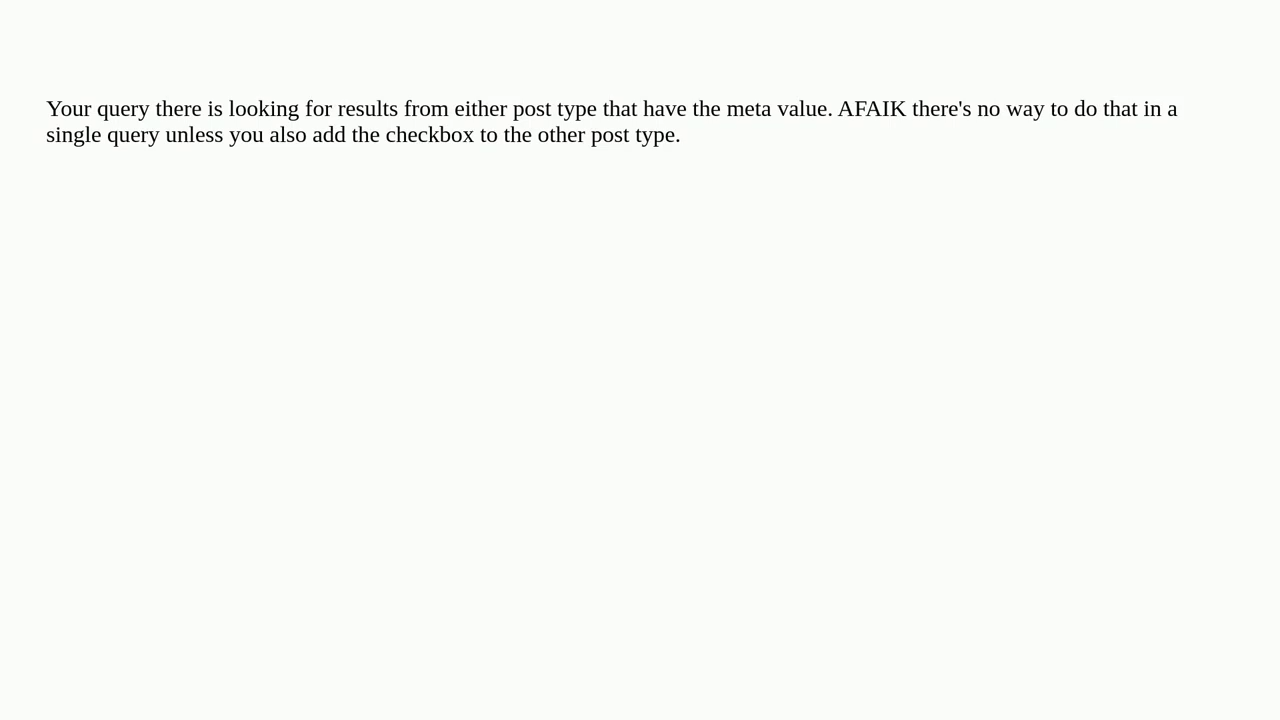 Your query there is looking for results from either post type that have the meta value. AFAIK there's no way to do that in a
single query unless you also add the checkbox to the other post type.